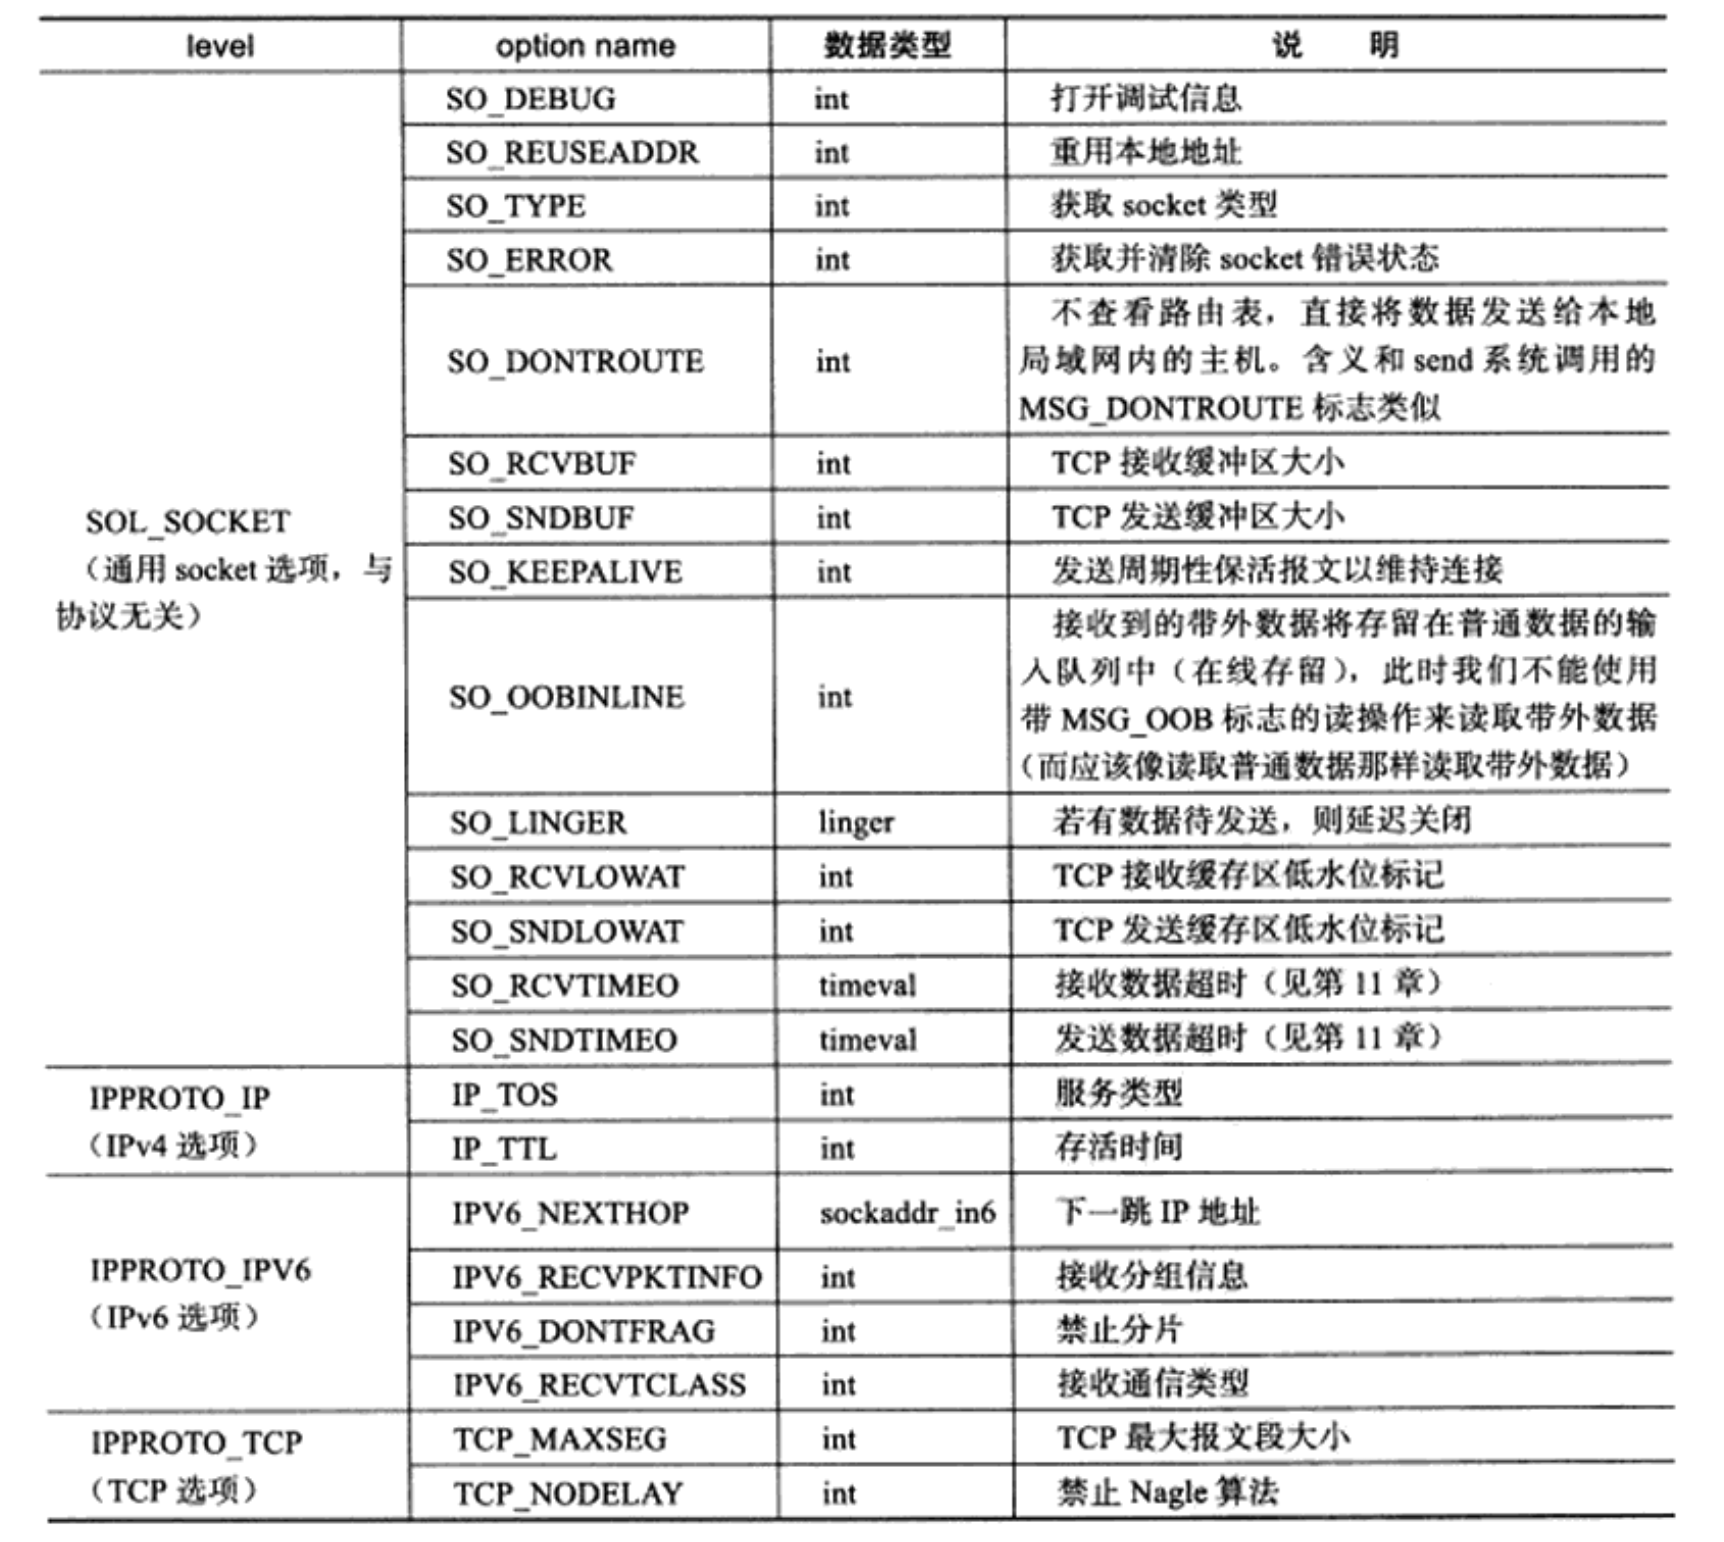 level option name 数据类型 说 明
SO_DEBUG int 打开调试信息
SO_REUSEADDR int 重用本地地址
SO_TYPE int 获取 socket 类型
SO_ERROR int 获取并清除 socket 错误状态
SO_DONTROUTE int 不查看路由表，直接将数据发送给本地
局域网内的主机。含义和 send 系统调用的
MSG_DONTROUTE 标志类似
SO_RCVBUF int TCP 接收缓冲区大小
SOL_SOCKET
（通用 socket 选项，与
协议无关）
SO_SNDBUF int TCP 发送缓冲区大小
SO_KEEPALIVE int 发送周期性保活报文以维持连接
SO_OOBINLINE int 接收到的带外数据将存留在普通数据的输
入队列中（在线存留），此时我们不能使用
带 MSG_OOB 标志的读操作来读取带外数据
（而应该像读取普通数据那样读取带外数据）
SO_LINGER linger 若有数据待发送，则延迟关闭
SO_RCVLOWAT int TCP 接收缓存区低水位标记
SO_SNDLOWAT int TCP 发送缓存区低水位标记
SO_RCVTIMEO timeval 接收数据超时（见第 11 章）
SO_SNDTIMEO timeval 发送数据超时（见第 11 章）
IPPROTO_IP
（IPv4 选项）
IP_TOS int 服务类型
IP_TTL int 存活时间
IPPROTO_IPV6
（IPv6 选项）
IPV6_NEXTHOP sockaddr_in6 下一跳 IP 地址
IPV6_RECVPKTINFO int 接收分组信息
IPV6_DONTFRAG int 禁止分片
IPV6_RECVTCLASS int 接收通信类型
IPPROTO_TCP
（TCP 选项）
TCP_MAXSEG int TCP 最大报文段大小
TCP_NODELAY int 禁止 Nagle 算法